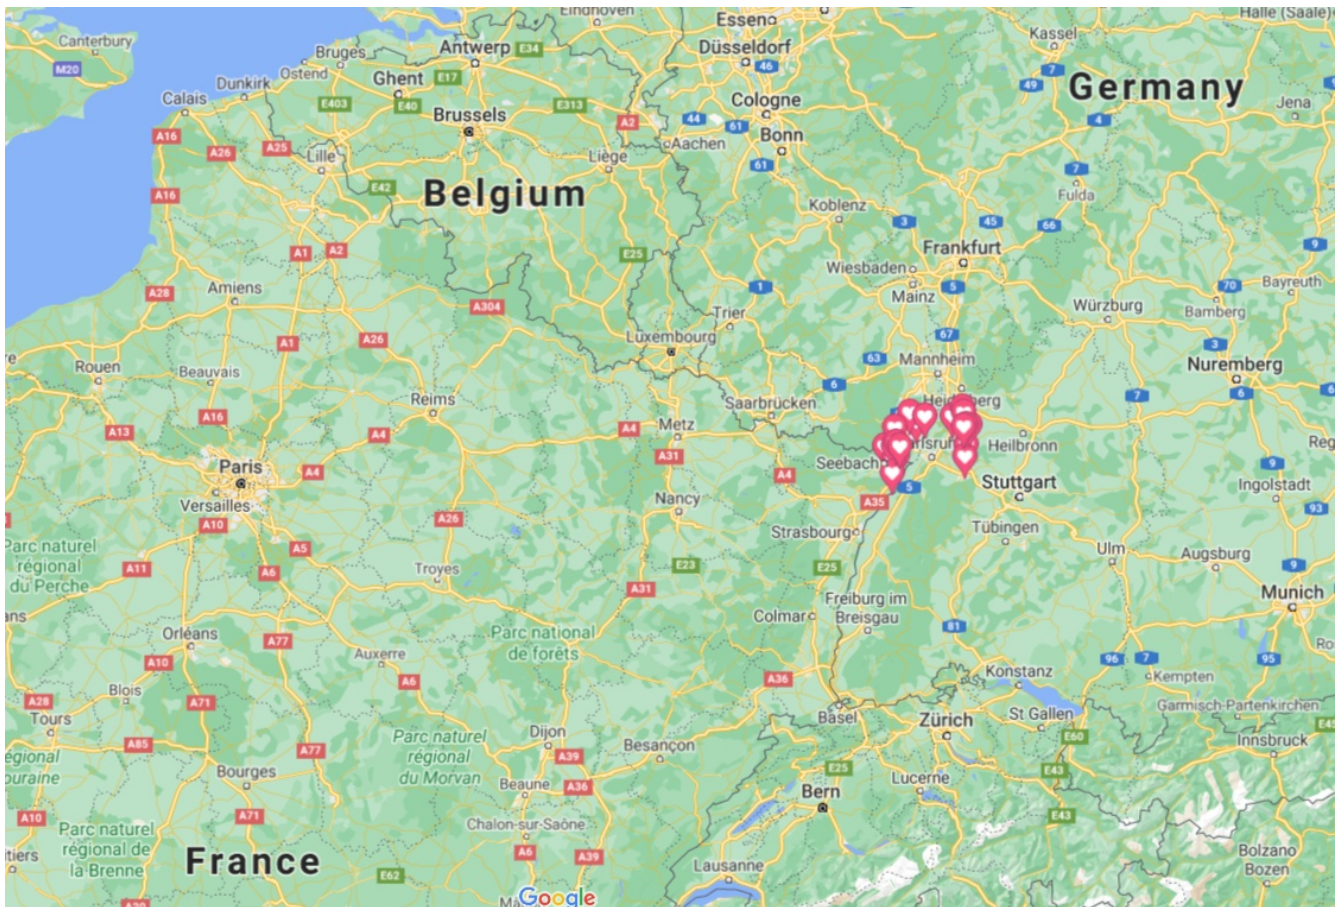 Eindhoven
Essen
Halle (Saale)
Canterbury
M20
Bruges
Ostend
Antwerp
E34
Düsseldorf
46
Kassel
7
Germany
Dunkirk
Ghent
E17
49
Calais
E403
E40
E313
Cologne
Jena
A16
Brussels
A2
44
61
Bonn
4
A26
A25
Lille
Liège
Aachen
61
7
A16
E42
Belgium
Koblenz
Fulda
3
45
66
A1
A2
E25
Frankfurt
9
Wiesbaden
Mainz
5
A28
Amiens
A304
1
70
Bayreuth
Trier
Würzburg
Bamberg
Luxembourg
67
3
A1
A26
63
Mannheim
Nuremberg
Rouen
Beauvais
6
7
6
A16
Reims
Saarbrücken
A13
A4
A4
Metz
Heilbronn
A31
Seebach
Paris
A4
A4
9
Stuttgart
Ingolstadt
Versailles
Nancy
5
A35
93
A10
A26
Strasbourg
Tübingen
Parc naturel
régional
du Perche
A5
Ulm
Augsburg
A11
A6
Troyes
E23
E25
9
A31
Munich
Freiburg im
Breisgau
Colmar
Orléans
A77
Parc national
de forêts
81
A10
Auxerre
96
7
95
Konstanz
Kempten
Blois
A6
A36
A28
A71
Basel
Zürich
St Gallen
Garmisch-Partenkirchen
Tours
A85
Parc naturel
régional
du Morvan
Dijon
Besançon
E60
A77
A39
Innsbruck
Bourges
Beaune
A36
E25
Lucerne
E43
Bern
A10
A71
Chalon-sur-Saône
E43
Parc naturel
régional de
la Brenne
A6
A39
Bolzano
Bozen
France
E62
Lausanne
Google